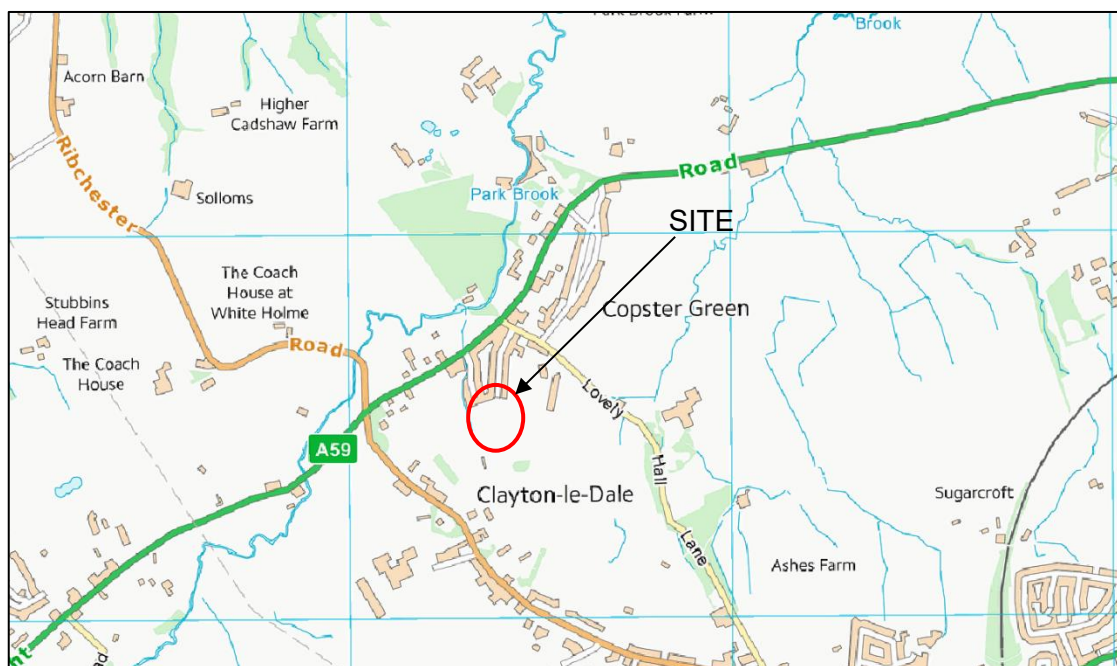 Brook
Acorn Barn
Higher
Cadshaw Farm
Ribchester
Road
Solloms
Park Brook
SITE
The Coach
House at
White Holme
Stubbins
Head Farm
Copster Green
Road
The Coach
House
Lovely
A59
Hall
Clayton-le-Dale
Sugarcroft
Lane
Ashes Farm